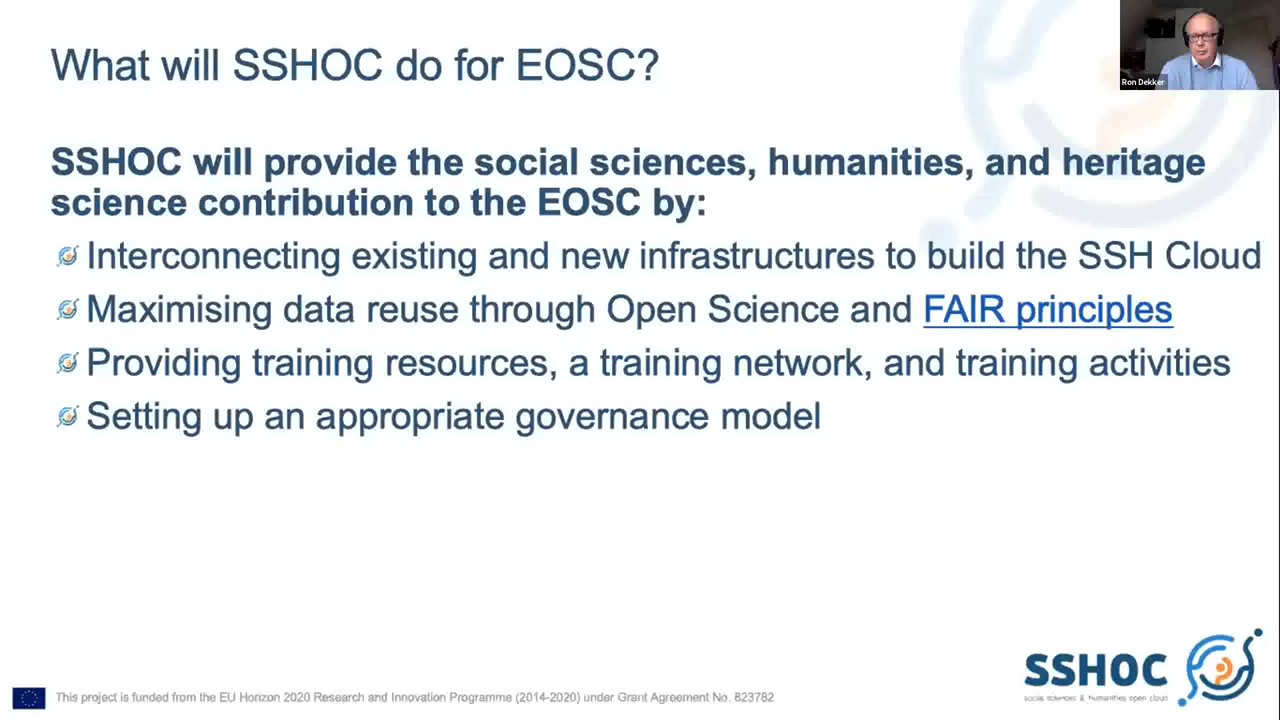 What will SSHOC do for EOSC?
Ron Dekker
SSHOC will provide the social sciences, humanities, and heritage
science contribution to the EOSC by:
Interconnecting existing and new infrastructures to build the SSH Cloud
Maximising data reuse through Open Science and FAIR principles
Providing training resources, a training network, and training activities
Setting up an appropriate governance model
SSHOC
social sciences & humanities open cloud
This project is funded from the EU Horizon 2020 Research and Innovation Programme (2014-2020) under Grant Agreement No. 823782